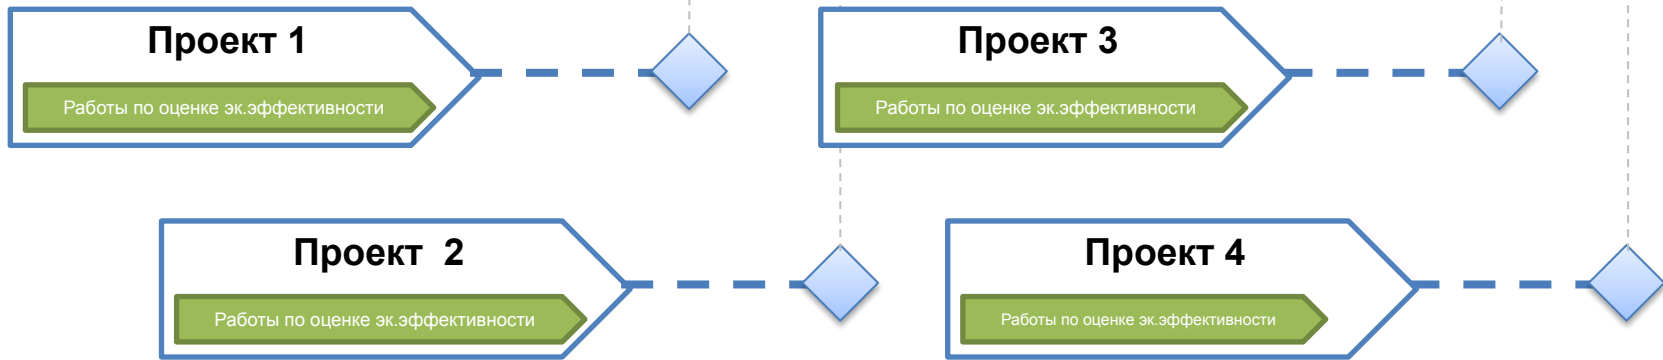 Проект 1
Работы по оценке эк.эффективности
Проект 3
Работы по оценке эк.эффективности
Проект  2
Работы по оценке эк.эффективности
Проект 4
Работы по оценке эк.эффективности